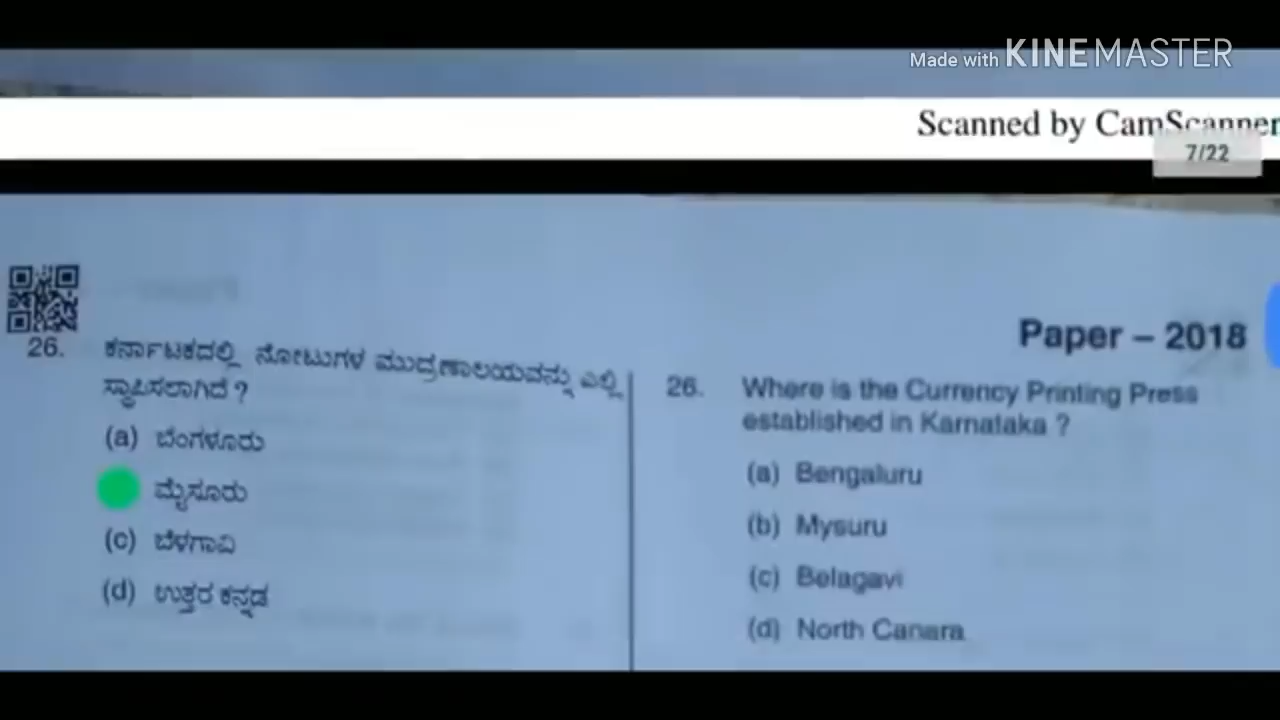 Made with KINEMASTER
Scanned by CamScanner
7/22
Paper – 2018
26. ಕರ್ನಾಟಕದಲ್ಲಿ ನೋಟುಗಳ ಮುದ್ರಣಾಲಯವನ್ನು ಎಲ್ಲಿ
ಸ್ಥಾಪಿಸಲಾಗಿದೆ ?
(a) ಬೆಂಗಳೂರು
ಮೈಸೂರು
(c) ಬೆಳಗಾವಿ
(d) ಉತ್ತರ ಕನ್ನಡ
26. Where is the Currency Printing Press
established in Karnataka ?
(a) Bengaluru
(b) Mysuru
(c) Belagavi
(d) North Canara